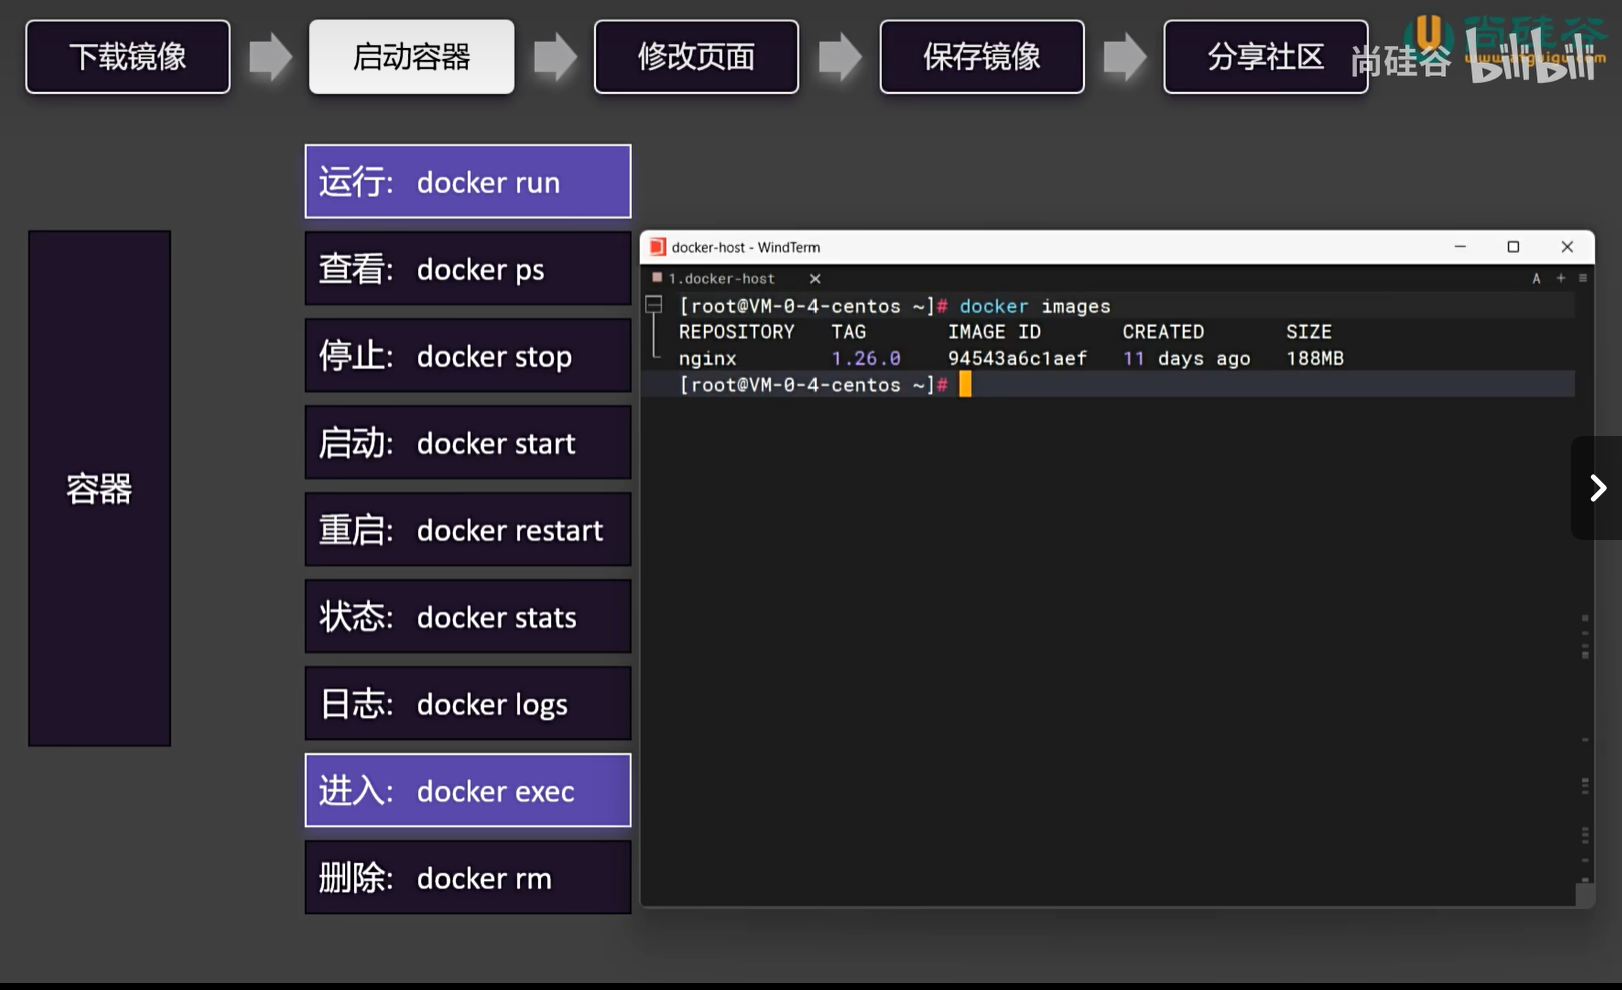 下载镜像
启动容器
修改页面
保存镜像
分享社区
尚硅谷
bilibili
运行: docker run
查看: docker ps
停止: docker stop
启动: docker start
重启: docker restart
状态: docker stats
日志: docker logs
进入: docker exec
删除: docker rm
容器
docker-host - WindTerm
1.docker-host
A
[root@VM-0-4-centos ~]# docker images
REPOSITORY TAG IMAGE ID CREATED SIZE
nginx 1.26.0 94543a6c1aef 11 days ago 188MB
[root@VM-0-4-centos ~]#